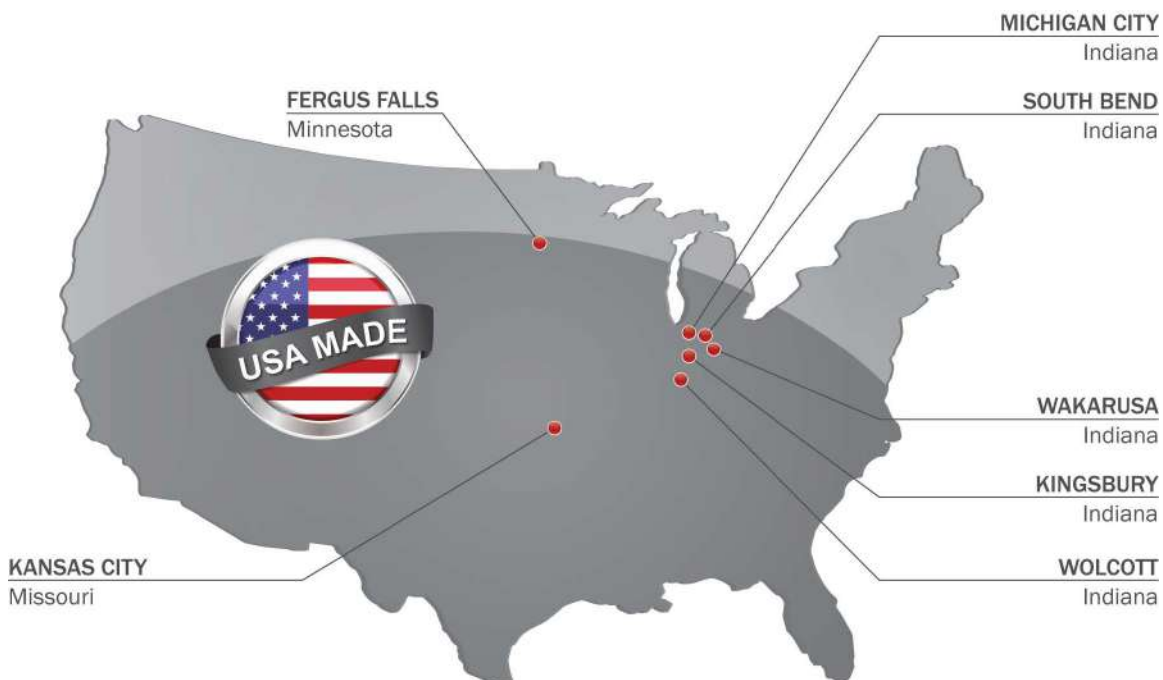 MICHIGAN CITY
Indiana
FERGUS FALLS
Minnesota
SOUTH BEND
Indiana
USA MADE
WAKARUSA
Indiana
KINGSBURY
Indiana
KANSAS CITY
Missouri
WOLCOTT
Indiana